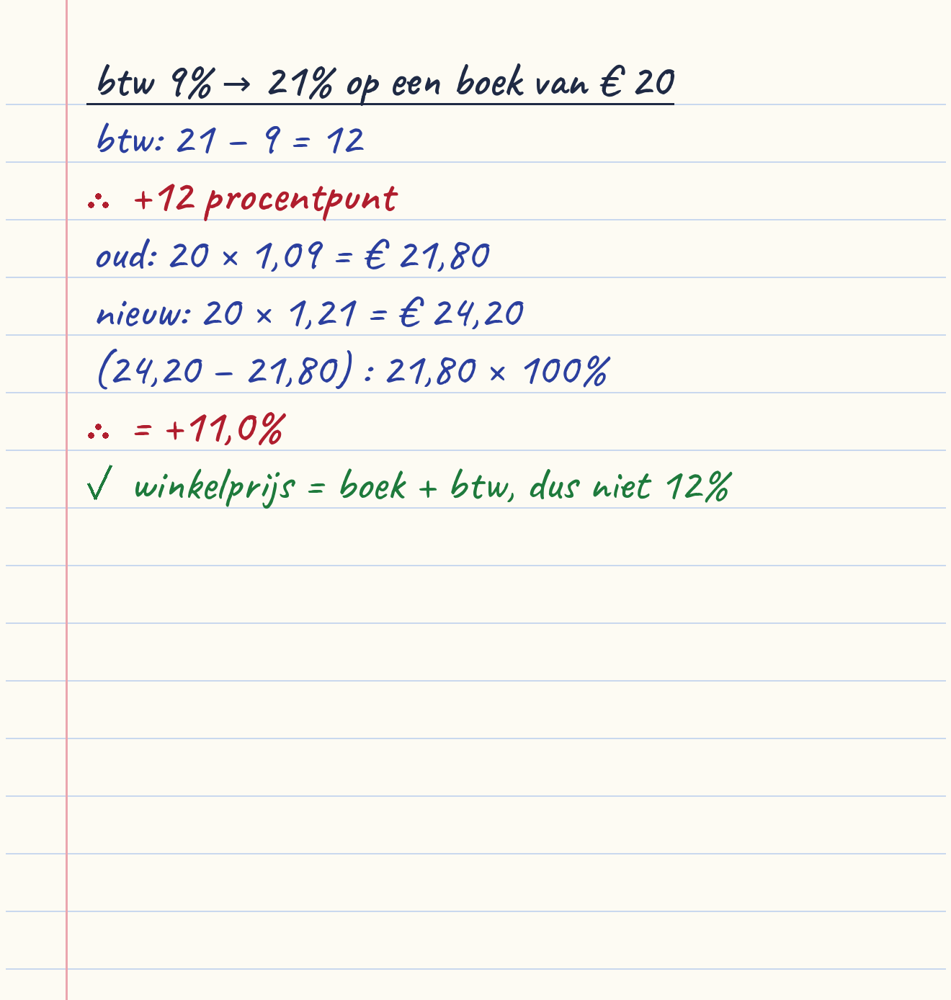 btw 9% → 21% op een boek van € 20
btw: 21 – 9 = 12
∴ +12 procentpunt
oud: 20 × 1,09 = € 21,80
nieuw: 20 × 1,21 = € 24,20
(24,20 – 21,80) : 21,80 × 100%
∴ = +11,0%
✓ winkelprijs = boek + btw, dus niet 12%